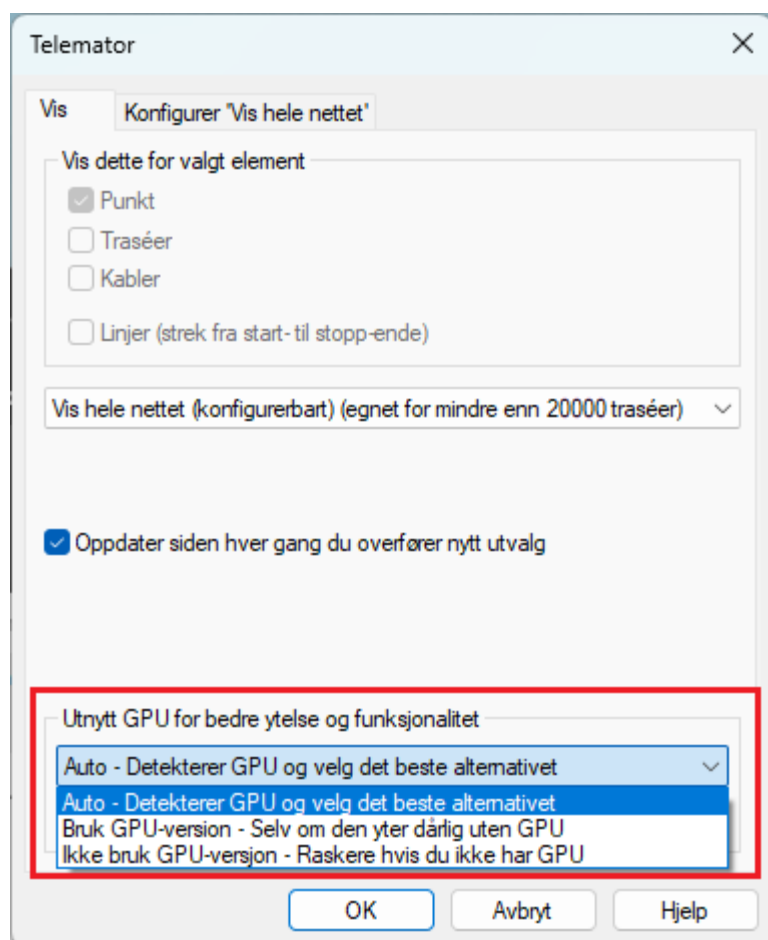 Telemator
Vis
Konfigurer 'Vis hele nettet'
Vis dette for valgt element
Punkt
Traséer
Kabler
Linjer (strek fra start- til stopp-ende)
Vis hele nettet (konfigurerbart) (egnet for mindre enn 20000 traséer)
Oppdater siden hver gang du overfører nytt utvalg
Utnytt GPU for bedre ytelse og funksjonalitet
Auto - Detekterer GPU og velg det beste alternativet
Auto - Detekterer GPU og velg det beste alternativet
Bruk GPU-version - Selv om den yter dårlig uten GPU
Ikke bruk GPU-versjon - Raskere hvis du ikke har GPU
OK
Avbryt
Hjelp